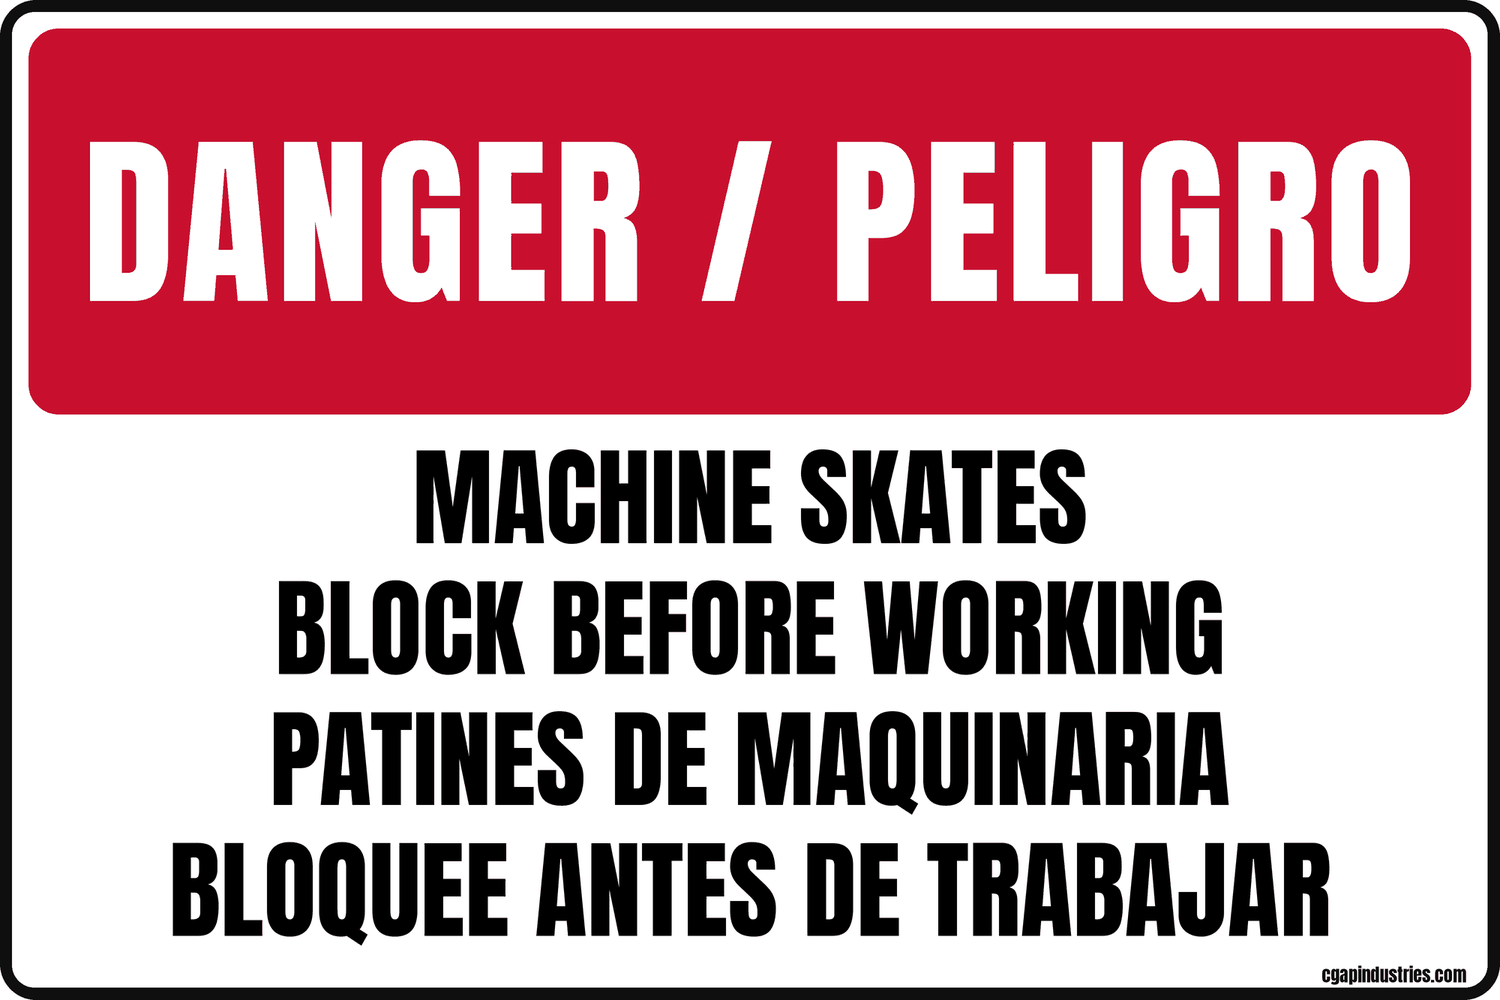 DANGER / PELIGRO
MACHINE SKATES
BLOCK BEFORE WORKING
PATINES DE MAQUINARIA
BLOQUEE ANTES DE TRABAJAR
cgapindustries.com